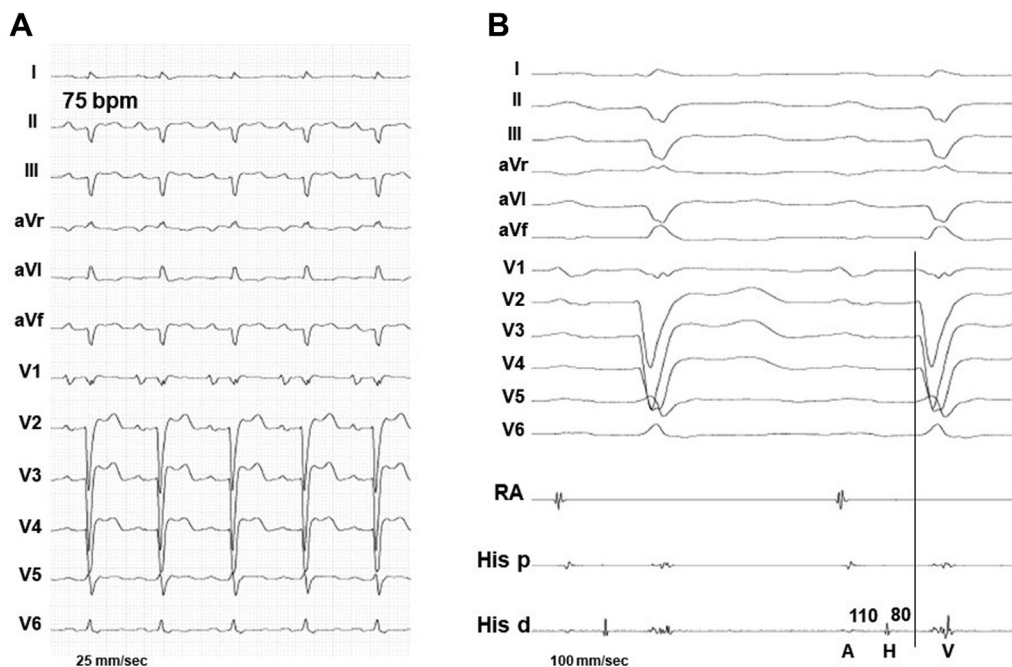 A
I
75 bpm
II
III
aVr
aVl
aVf
V1
V2
V3
V4
V5
V6
25 mm/sec
B
I
II
III
aVr
aVl
aVf
V1
V2
V3
V4
V5
V6
RA
His p
His d
110 80
A H V
100 mm/sec